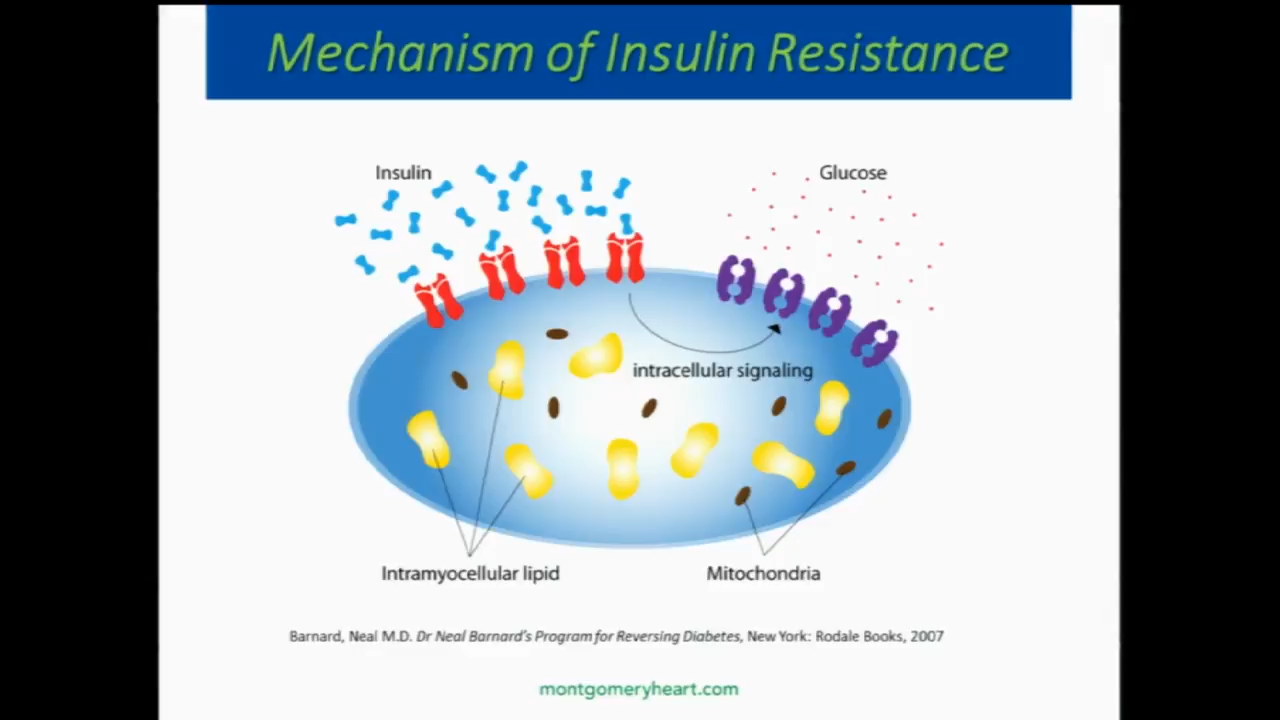 Mechanism of Insulin Resistance
Insulin
Glucose
intracellular signaling
Intramyocellular lipid
Mitochondria
Barnard, Neal M.D. Dr Neal Barnard's Program for Reversing Diabetes, New York: Rodale Books, 2007
montgomeryheart.com